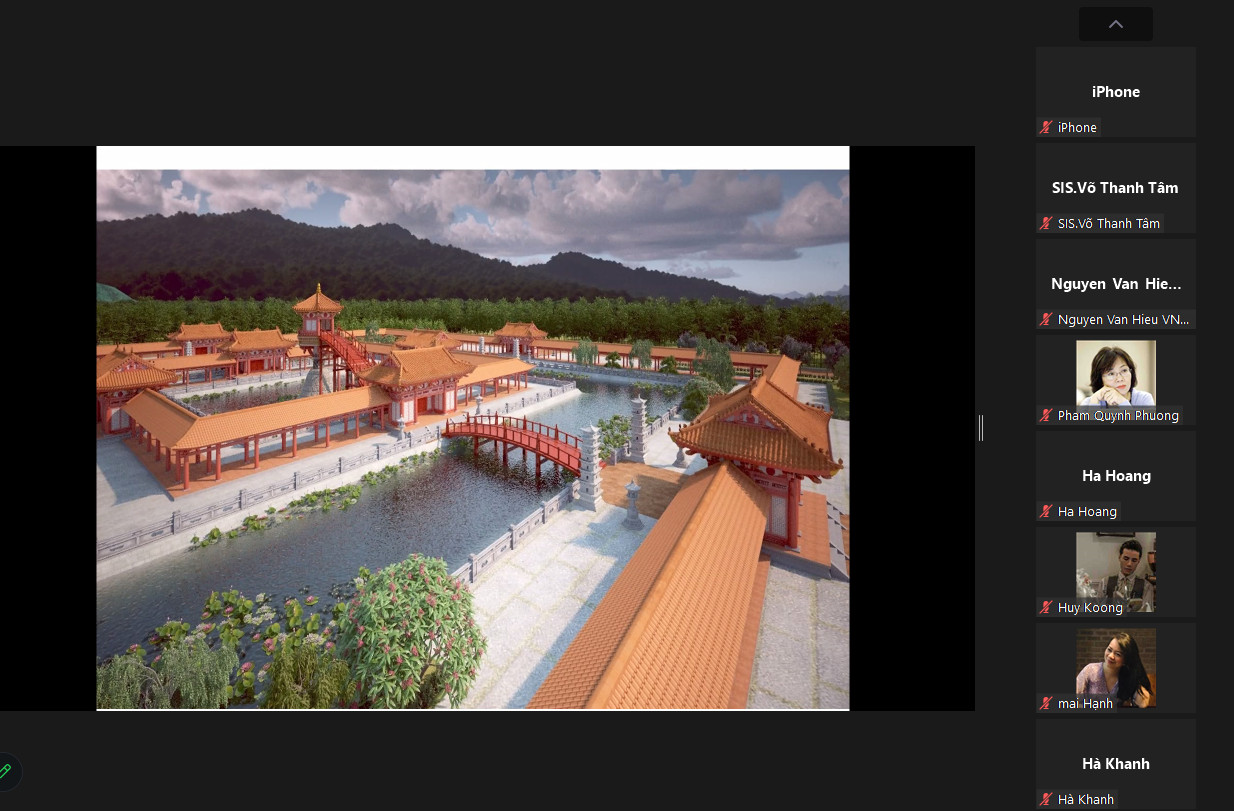 iPhone
iPhone
SIS.Võ Thanh Tâm
SIS.Võ Thanh Tâm
Nguyen Van Hie...
Nguyen Van Hieu VN...
Pham Quynh Phuong
Ha Hoang
Ha Hoang
Huy Koong
mai Hạnh
Hà Khanh
Hà Khanh